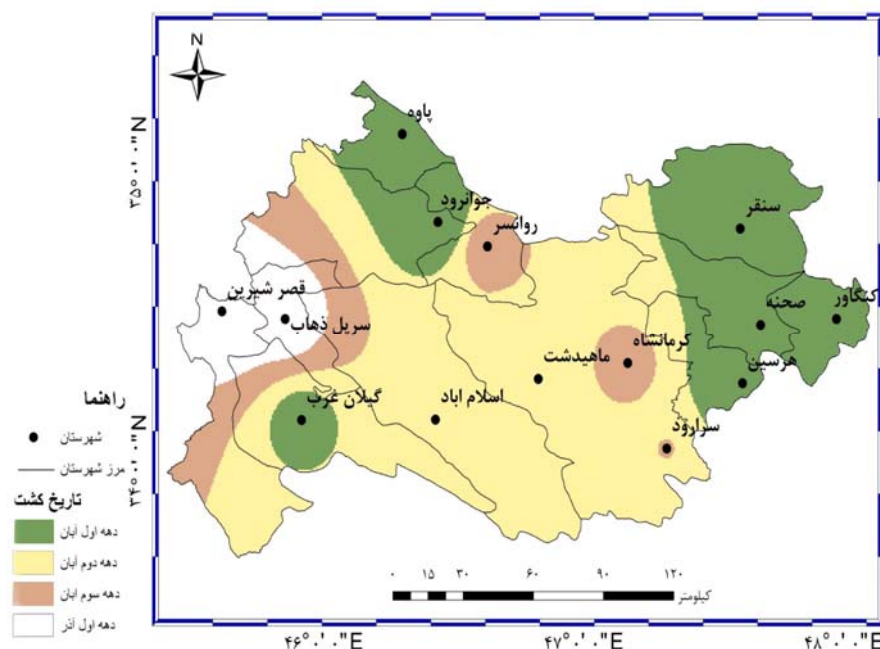 N
۳۵°۰'۰"N
۳۴°۰'۰"N
پاوه
جوانرود
روانسر
سنقر
قصر شیرین
سرپل ذهاب
کنگاور
صحنه
کرمانشاه
هرسین
ماهیدشت
گیلان غرب
اسلام اباد
سرارود
راهنما
شهرستان
مرز شهرستان
تاریخ کشت
دهه اول آبان
دهه دوم آبان
دهه سوم ابان
دهه اول آذر
۰ ۱۵ ۳۰ ۶۰ ۹۰ ۱۲۰
کیلومتر
۴۶°۰'۰"E ۴۷°۰'۰"E ۴۸°۰'۰"E